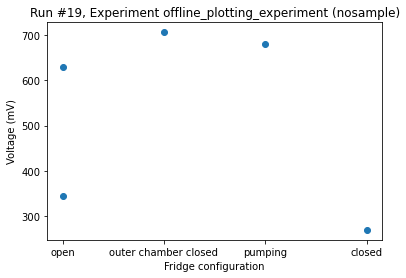 Run #19, Experiment offline_plotting_experiment (nosample)
Voltage (mV)
700
600
500
400
300
open
outer chamber closed
pumping
closed
Fridge configuration